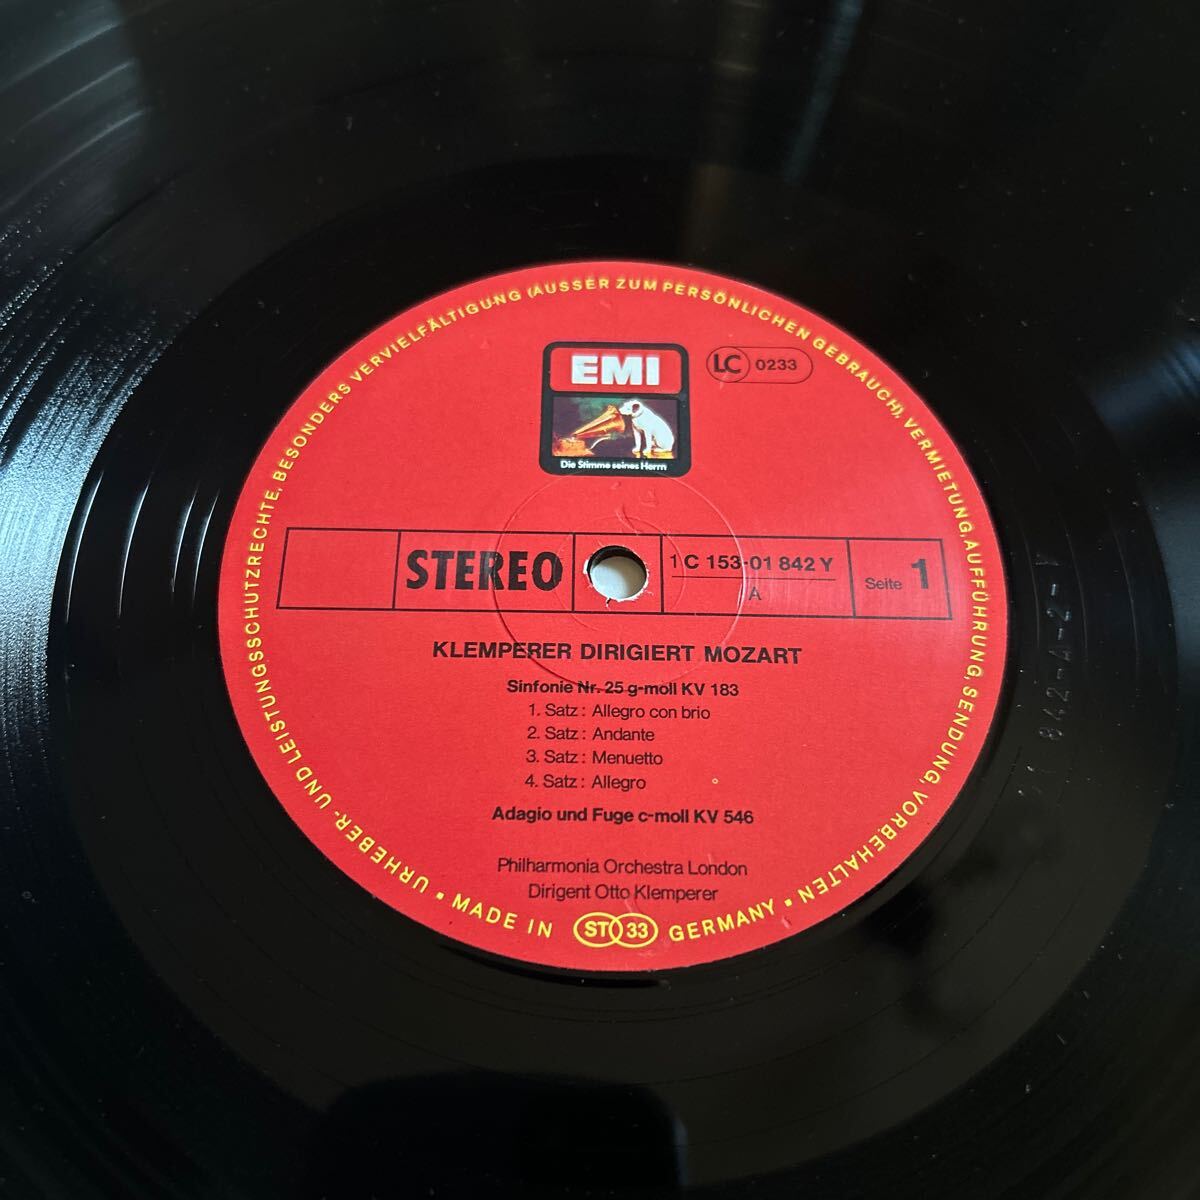 URHEBER- UND LEISTUNGSSCHUTZRECHTE, BESONDERS VERVIELFÄLTIGUNG (AUSSER ZUM PERSÖNLICHEN GEBRAUCH), VERMIETUNG, AUFFÜHRUNG, SENDUNG, VORBEHALTEN ▪
EMI
Die Stimme seines Herrn
LC 0233
STEREO
1 C 153-01 842 Y
A
Seite 1
KLEMPERER DIRIGIERT MOZART
Sinfonie Nr. 25 g-moll KV 183
1. Satz: Allegro con brio
2. Satz: Andante
3. Satz: Menuetto
4. Satz: Allegro
Adagio und Fuge c-moll KV 546
Philharmonia Orchestra London
Dirigent Otto Klemperer
▪ MADE IN ST 33 GERMANY
842-A-2-